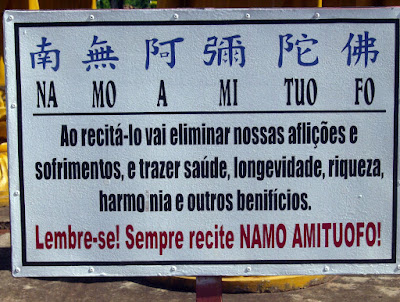 南 無 阿 彌 陀 佛
NA MO A MI TUO FO
Ao recitá-lo vai eliminar nossas aflições e
sofrimentos, e trazer saúde, longevidade, riqueza,
harmo nia e outros benifícios.
Lembre-se! Sempre recite NAMO AMITUOFO!